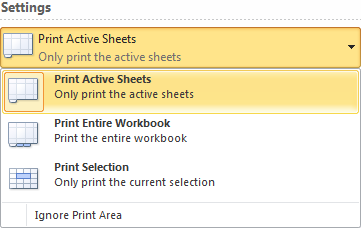 Settings
Print Active Sheets
Only print the active sheets
Print Active Sheets
Only print the active sheets
Print Entire Workbook
Print the entire workbook
Print Selection
Only print the current selection
Ignore Print Area